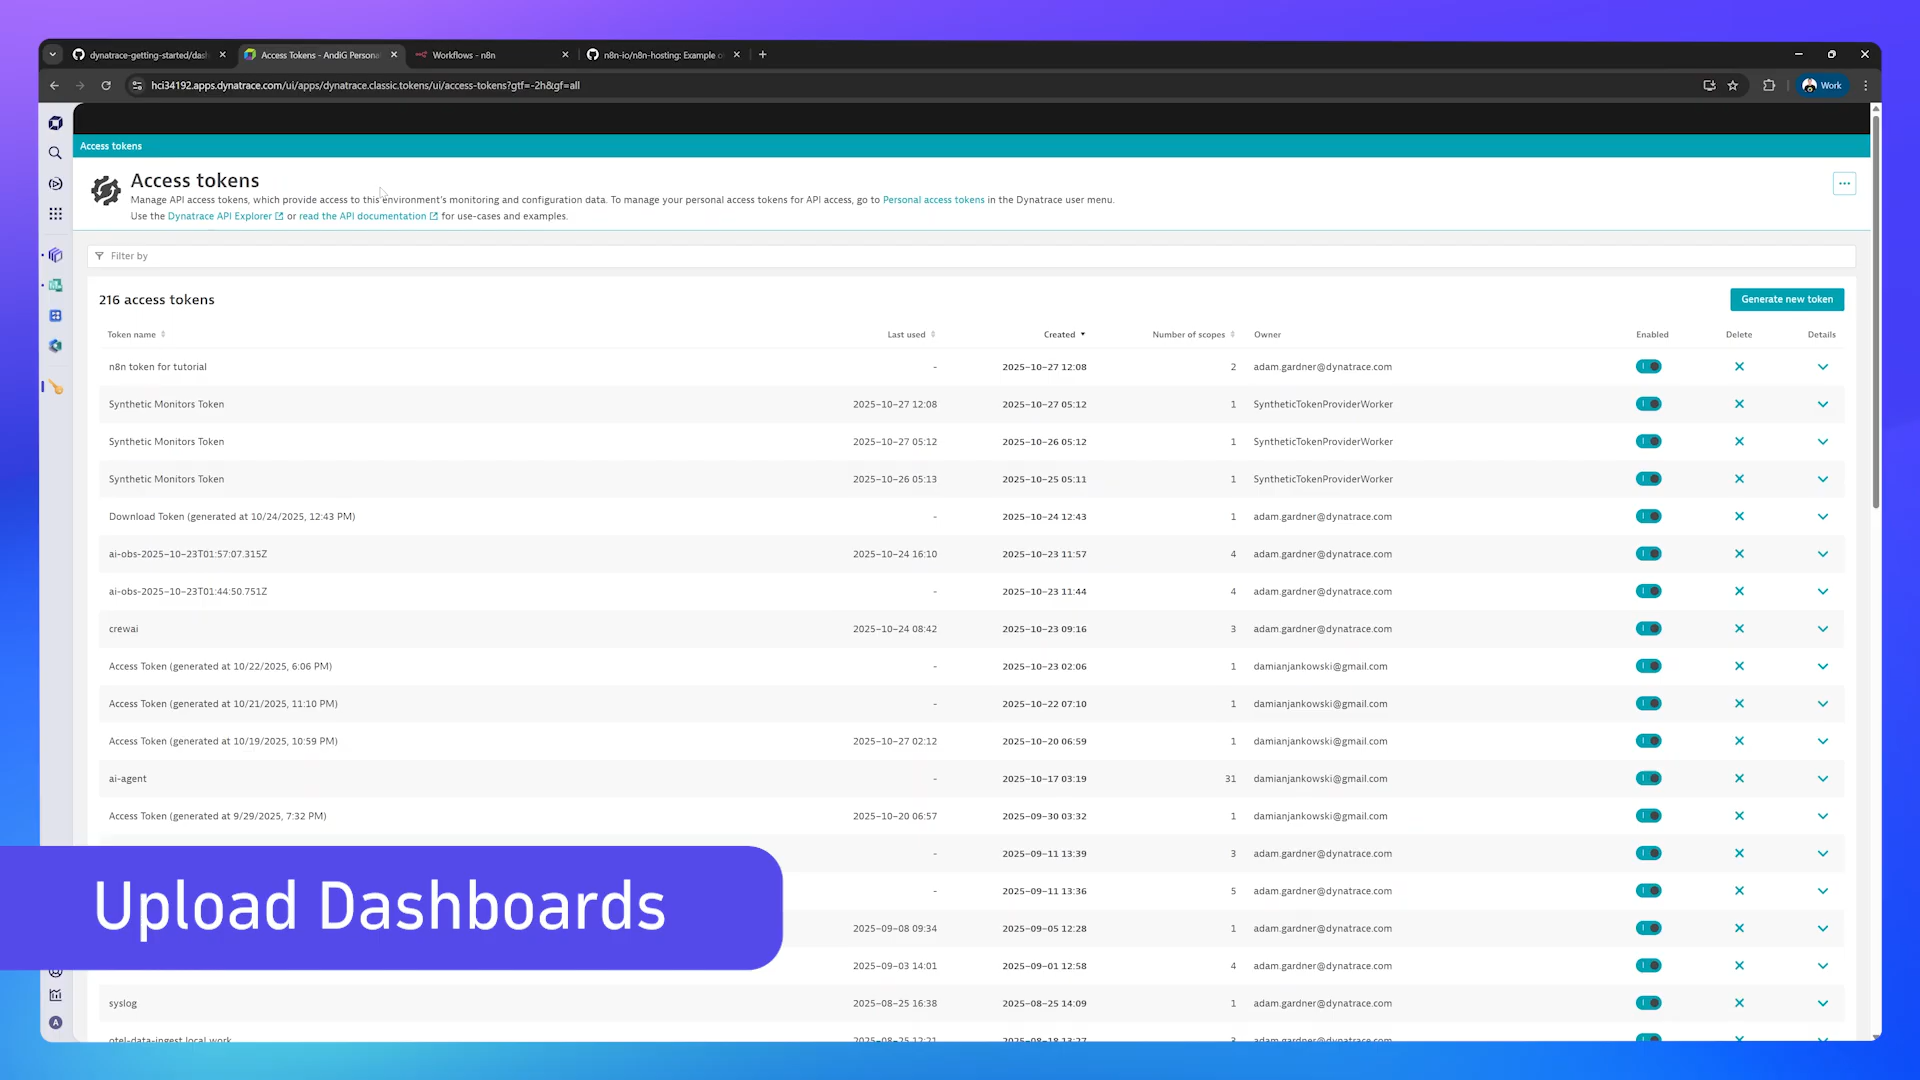 dynatrace-getting-started/das
Access Tokens - AndiG Persona
Workflows - n8n
n8n-io/n8n-hosting: Example c
hci34192.apps.dynatrace.com/ui/apps/dynatrace.classic.tokens/ui/access-tokens?gtf=-2h&gf=all
Work
Access tokens
Access tokens
Manage API access tokens, which provide access to this environment's monitoring and configuration data. To manage your personal access tokens for API access, go to Personal access tokens in the Dynatrace user menu.
Use the Dynatrace API Explorer or read the API documentation for use-cases and examples.
Filter by
216 access tokens
Generate new token
Token name Last used Created Number of scopes Owner Enabled Delete Details
n8n token for tutorial - 2025-10-27 12:08 2 adam.gardner@dynatrace.com
Synthetic Monitors Token 2025-10-27 12:08 2025-10-27 05:12 1 SyntheticTokenProviderWorker
Synthetic Monitors Token 2025-10-27 05:12 2025-10-26 05:12 1 SyntheticTokenProviderWorker
Synthetic Monitors Token 2025-10-26 05:13 2025-10-25 05:11 1 SyntheticTokenProviderWorker
Download Token (generated at 10/24/2025, 12:43 PM) - 2025-10-24 12:43 1 adam.gardner@dynatrace.com
ai-obs-2025-10-23T01:57:07.315Z 2025-10-24 16:10 2025-10-23 11:57 4 adam.gardner@dynatrace.com
ai-obs-2025-10-23T01:44:50.751Z - 2025-10-23 11:44 4 adam.gardner@dynatrace.com
crewai 2025-10-24 08:42 2025-10-23 09:16 3 adam.gardner@dynatrace.com
Access Token (generated at 10/22/2025, 6:06 PM) - 2025-10-23 02:06 1 damianjankowski@gmail.com
Access Token (generated at 10/21/2025, 11:10 PM) - 2025-10-22 07:10 1 damianjankowski@gmail.com
Access Token (generated at 10/19/2025, 10:59 PM) 2025-10-27 02:12 2025-10-20 06:59 1 damianjankowski@gmail.com
ai-agent - 2025-10-17 03:19 31 damianjankowski@gmail.com
Access Token (generated at 9/29/2025, 7:32 PM) 2025-10-20 06:57 2025-09-30 03:32 1 damianjankowski@gmail.com
- 2025-09-11 13:39 3 adam.gardner@dynatrace.com
- 2025-09-11 13:36 5 adam.gardner@dynatrace.com
Upload Dashboards
2025-09-08 09:34 2025-09-05 12:28 1 adam.gardner@dynatrace.com
2025-09-03 14:01 2025-09-01 12:58 4 adam.gardner@dynatrace.com
syslog 2025-08-25 16:38 2025-08-25 14:09 1 adam.gardner@dynatrace.com
otel-data-ingest local work 2025-08-25 12:21 2025-08-18 13:27 3 adam.gardner@dynatrace.com
A